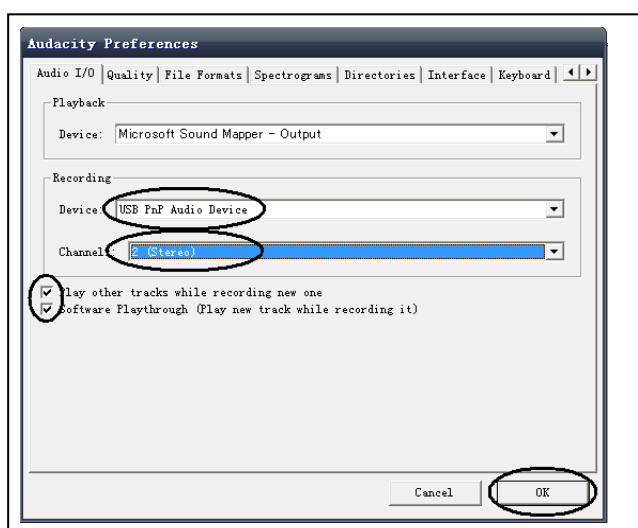 Audacity Preferences
Audio I/O Quality File Formats Spectrograms Directories Interface Keyboard
Playback
Device: Microsoft Sound Mapper - Output
Recording
Device: USB PnP Audio Device
Channels: 2 (Stereo)
Play other tracks while recording new one
Software Playthrough (Play new track while recording it)
Cancel OK